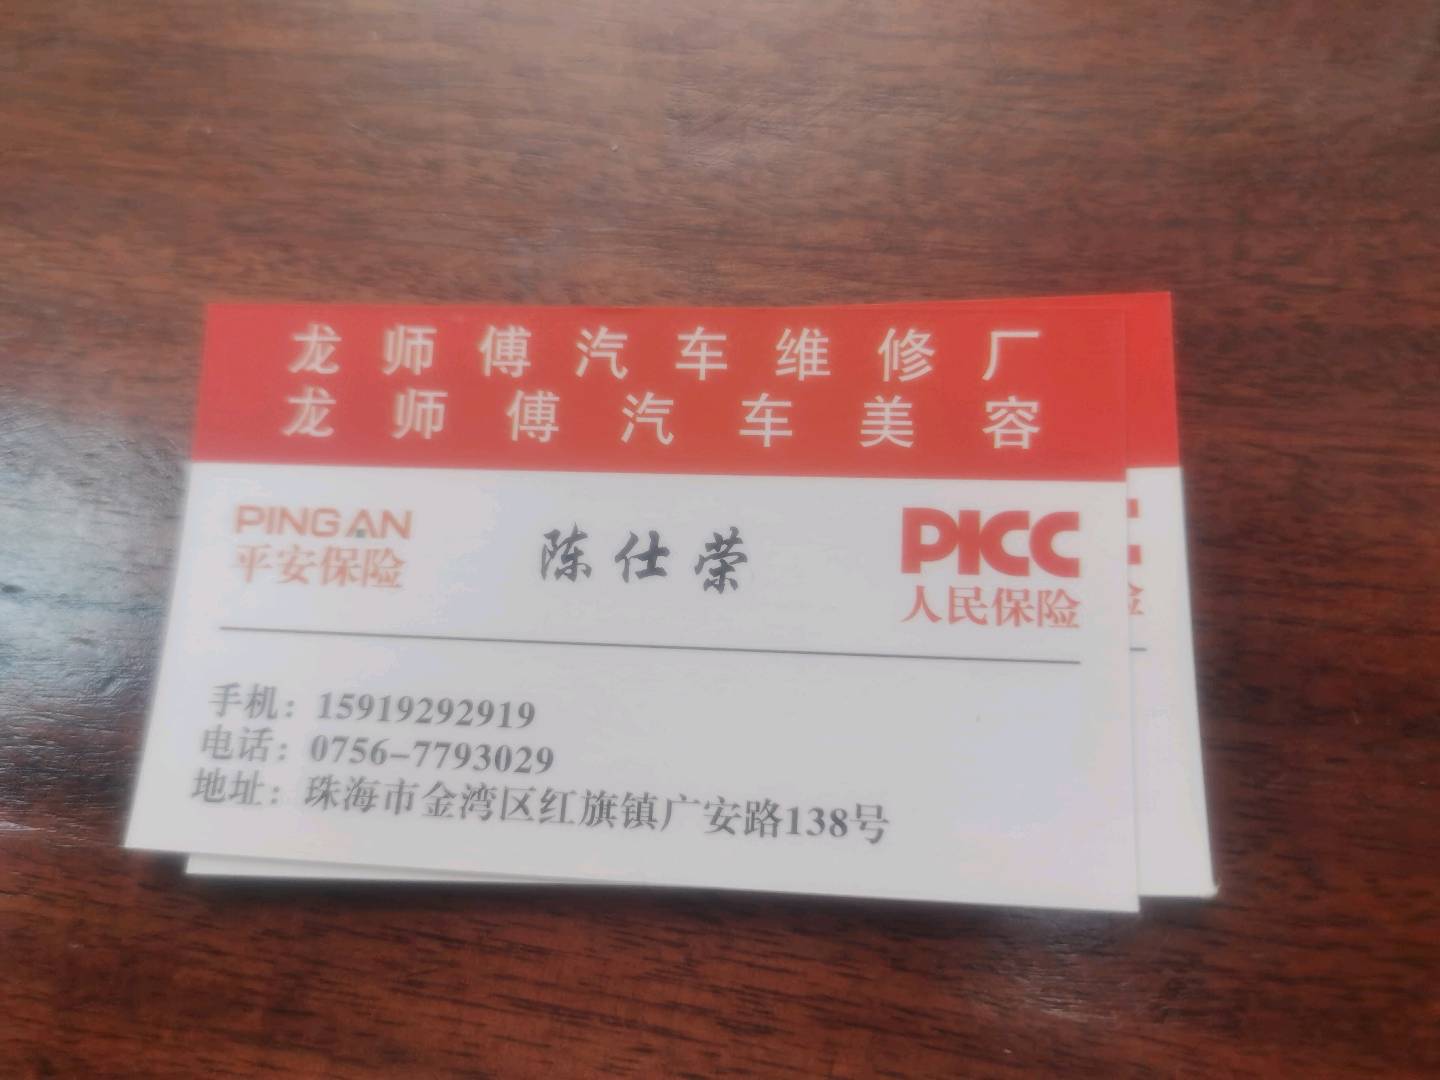 龙师傅汽车维修厂
龙师傅汽车美容
PINGAN
平安保险
陈仕荣
PICC
人民保险
手机：15919292919
电话：0756-7793029
地址：珠海市金湾区红旗镇广安路138号
险